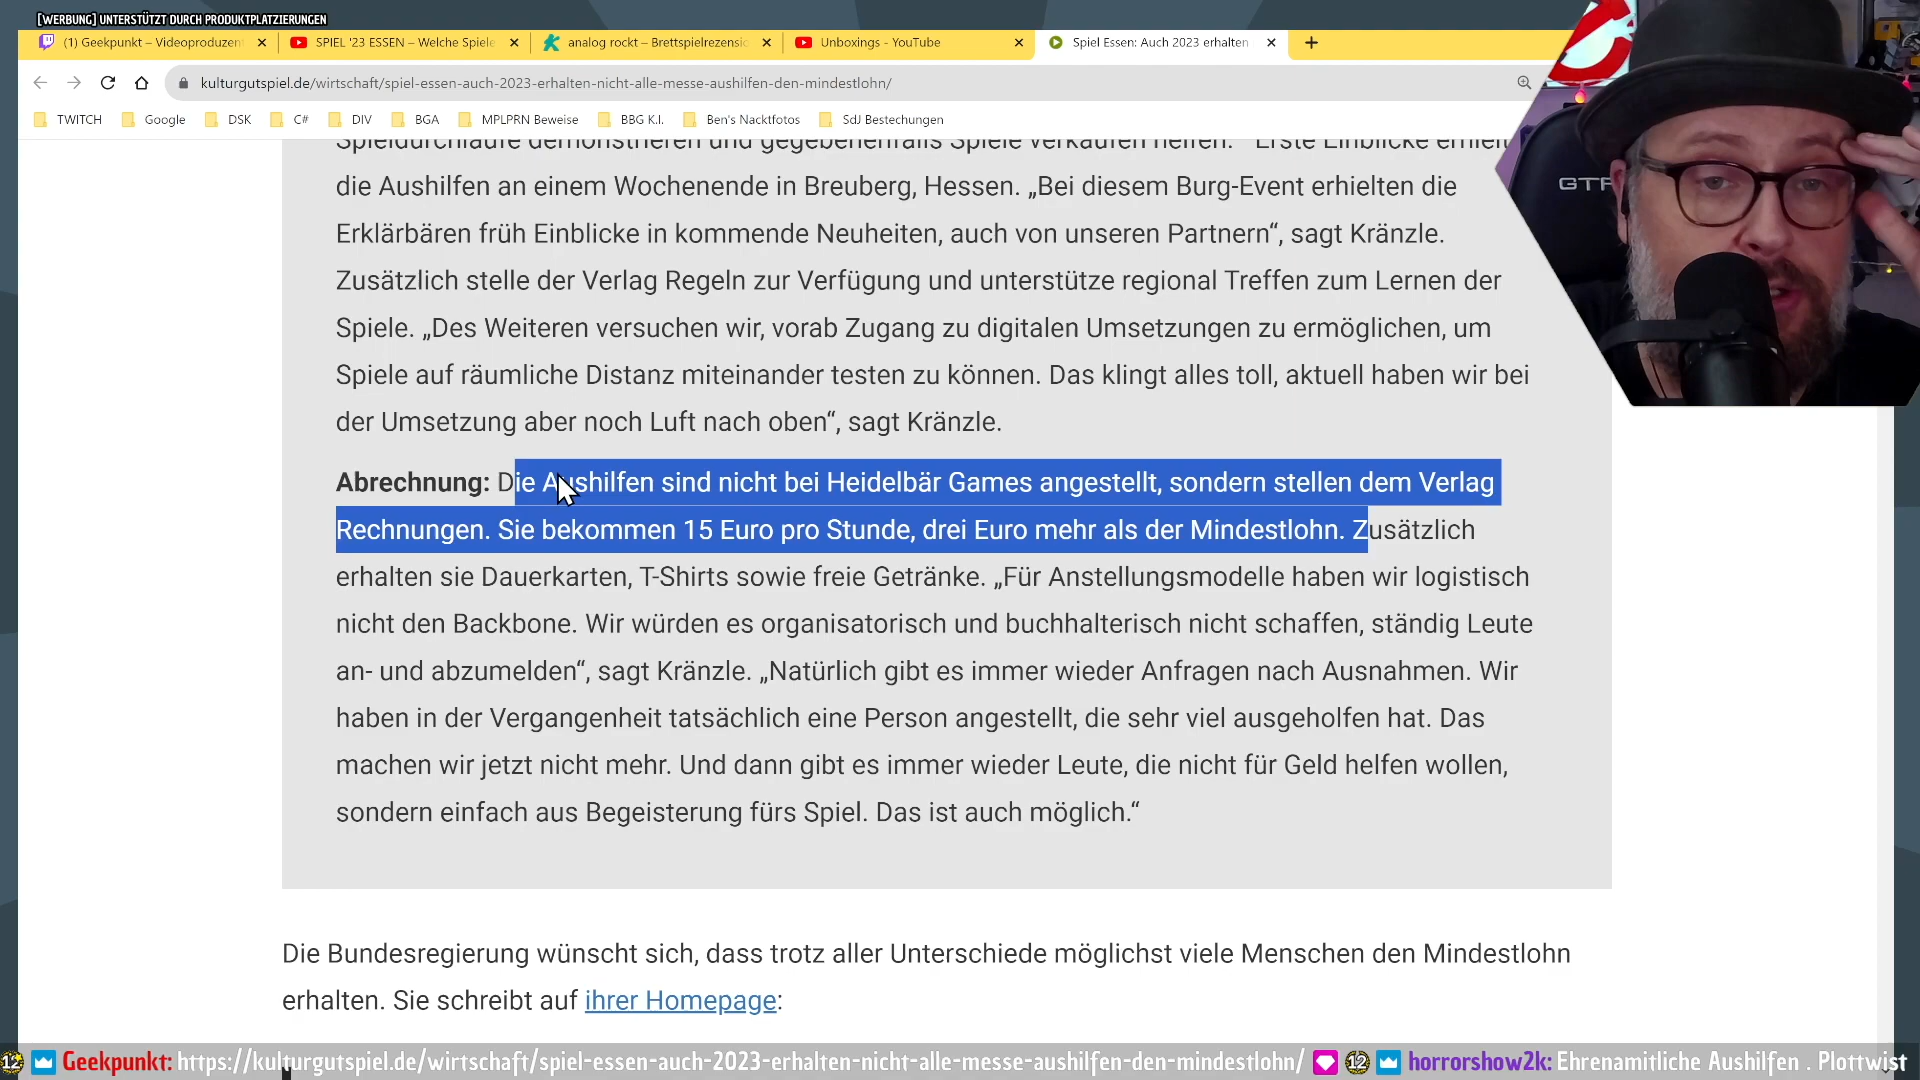 [WERBUNG] UNTERSTÜTZT DURCH PRODUKTPLATZIERUNGEN
(1) Geekpunkt – Videoproduzent
SPIEL '23 ESSEN – Welche Spiele
analog rockt – Brettspielrezensio
Unboxings - YouTube
Spiel Essen: Auch 2023 erhalten
kulturgutspiel.de/wirtschaft/spiel-essen-auch-2023-erhalten-nicht-alle-messe-aushilfen-den-mindestlohn/
TWITCH
Google
DSK
C#
DIV
BGA
MPLPRN Beweise
BBG K.I.
Ben's Nacktfotos
SdJ Bestechungen
Spieldurchläufe demonstrieren und gegebenenfalls Spiele verkaufen helfen.“ Erste Einblicke erhielt
die Aushilfen an einem Wochenende in Breuberg, Hessen. „Bei diesem Burg-Event erhielten die
Erklärbären früh Einblicke in kommende Neuheiten, auch von unseren Partnern“, sagt Kränzle.
Zusätzlich stelle der Verlag Regeln zur Verfügung und unterstütze regional Treffen zum Lernen der
Spiele. „Des Weiteren versuchen wir, vorab Zugang zu digitalen Umsetzungen zu ermöglichen, um
Spiele auf räumliche Distanz miteinander testen zu können. Das klingt alles toll, aktuell haben wir bei
der Umsetzung aber noch Luft nach oben“, sagt Kränzle.
Abrechnung: Die Aushilfen sind nicht bei Heidelbär Games angestellt, sondern stellen dem Verlag
Rechnungen. Sie bekommen 15 Euro pro Stunde, drei Euro mehr als der Mindestlohn. Zusätzlich
erhalten sie Dauerkarten, T-Shirts sowie freie Getränke. „Für Anstellungsmodelle haben wir logistisch
nicht den Backbone. Wir würden es organisatorisch und buchhalterisch nicht schaffen, ständig Leute
an- und abzumelden“, sagt Kränzle. „Natürlich gibt es immer wieder Anfragen nach Ausnahmen. Wir
haben in der Vergangenheit tatsächlich eine Person angestellt, die sehr viel ausgeholfen hat. Das
machen wir jetzt nicht mehr. Und dann gibt es immer wieder Leute, die nicht für Geld helfen wollen,
sondern einfach aus Begeisterung fürs Spiel. Das ist auch möglich.“
Die Bundesregierung wünscht sich, dass trotz aller Unterschiede möglichst viele Menschen den Mindestlohn
erhalten. Sie schreibt auf ihrer Homepage:
12 Geekpunkt: https://kulturgutspiel.de/wirtschaft/spiel-essen-auch-2023-erhalten-nicht-alle-messe-aushilfen-den-mindestlohn/ 12 horrorshow2k: Ehrenamitliche Aushilfen . Plottwist